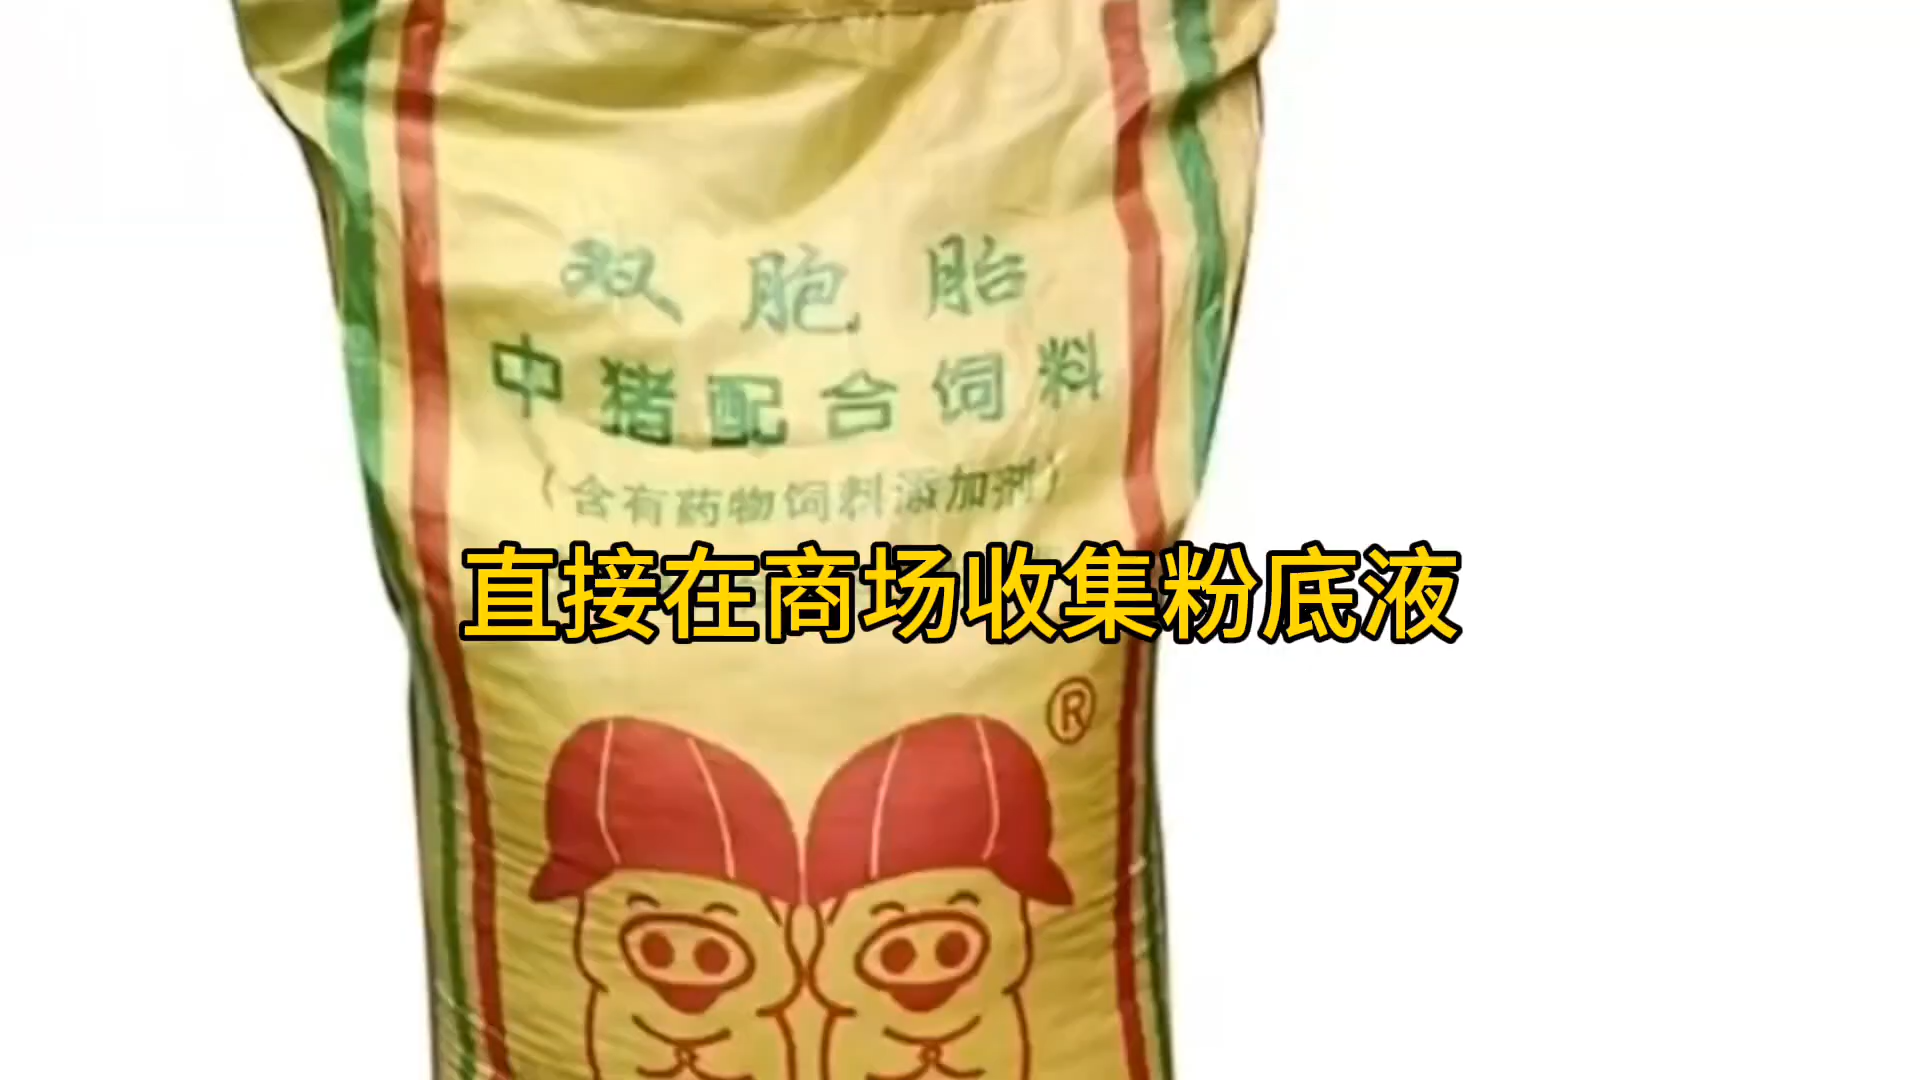 双胞胎
中猪配合饲料
（含有药物饲料添加剂）
直接在商场收集粉底液
®